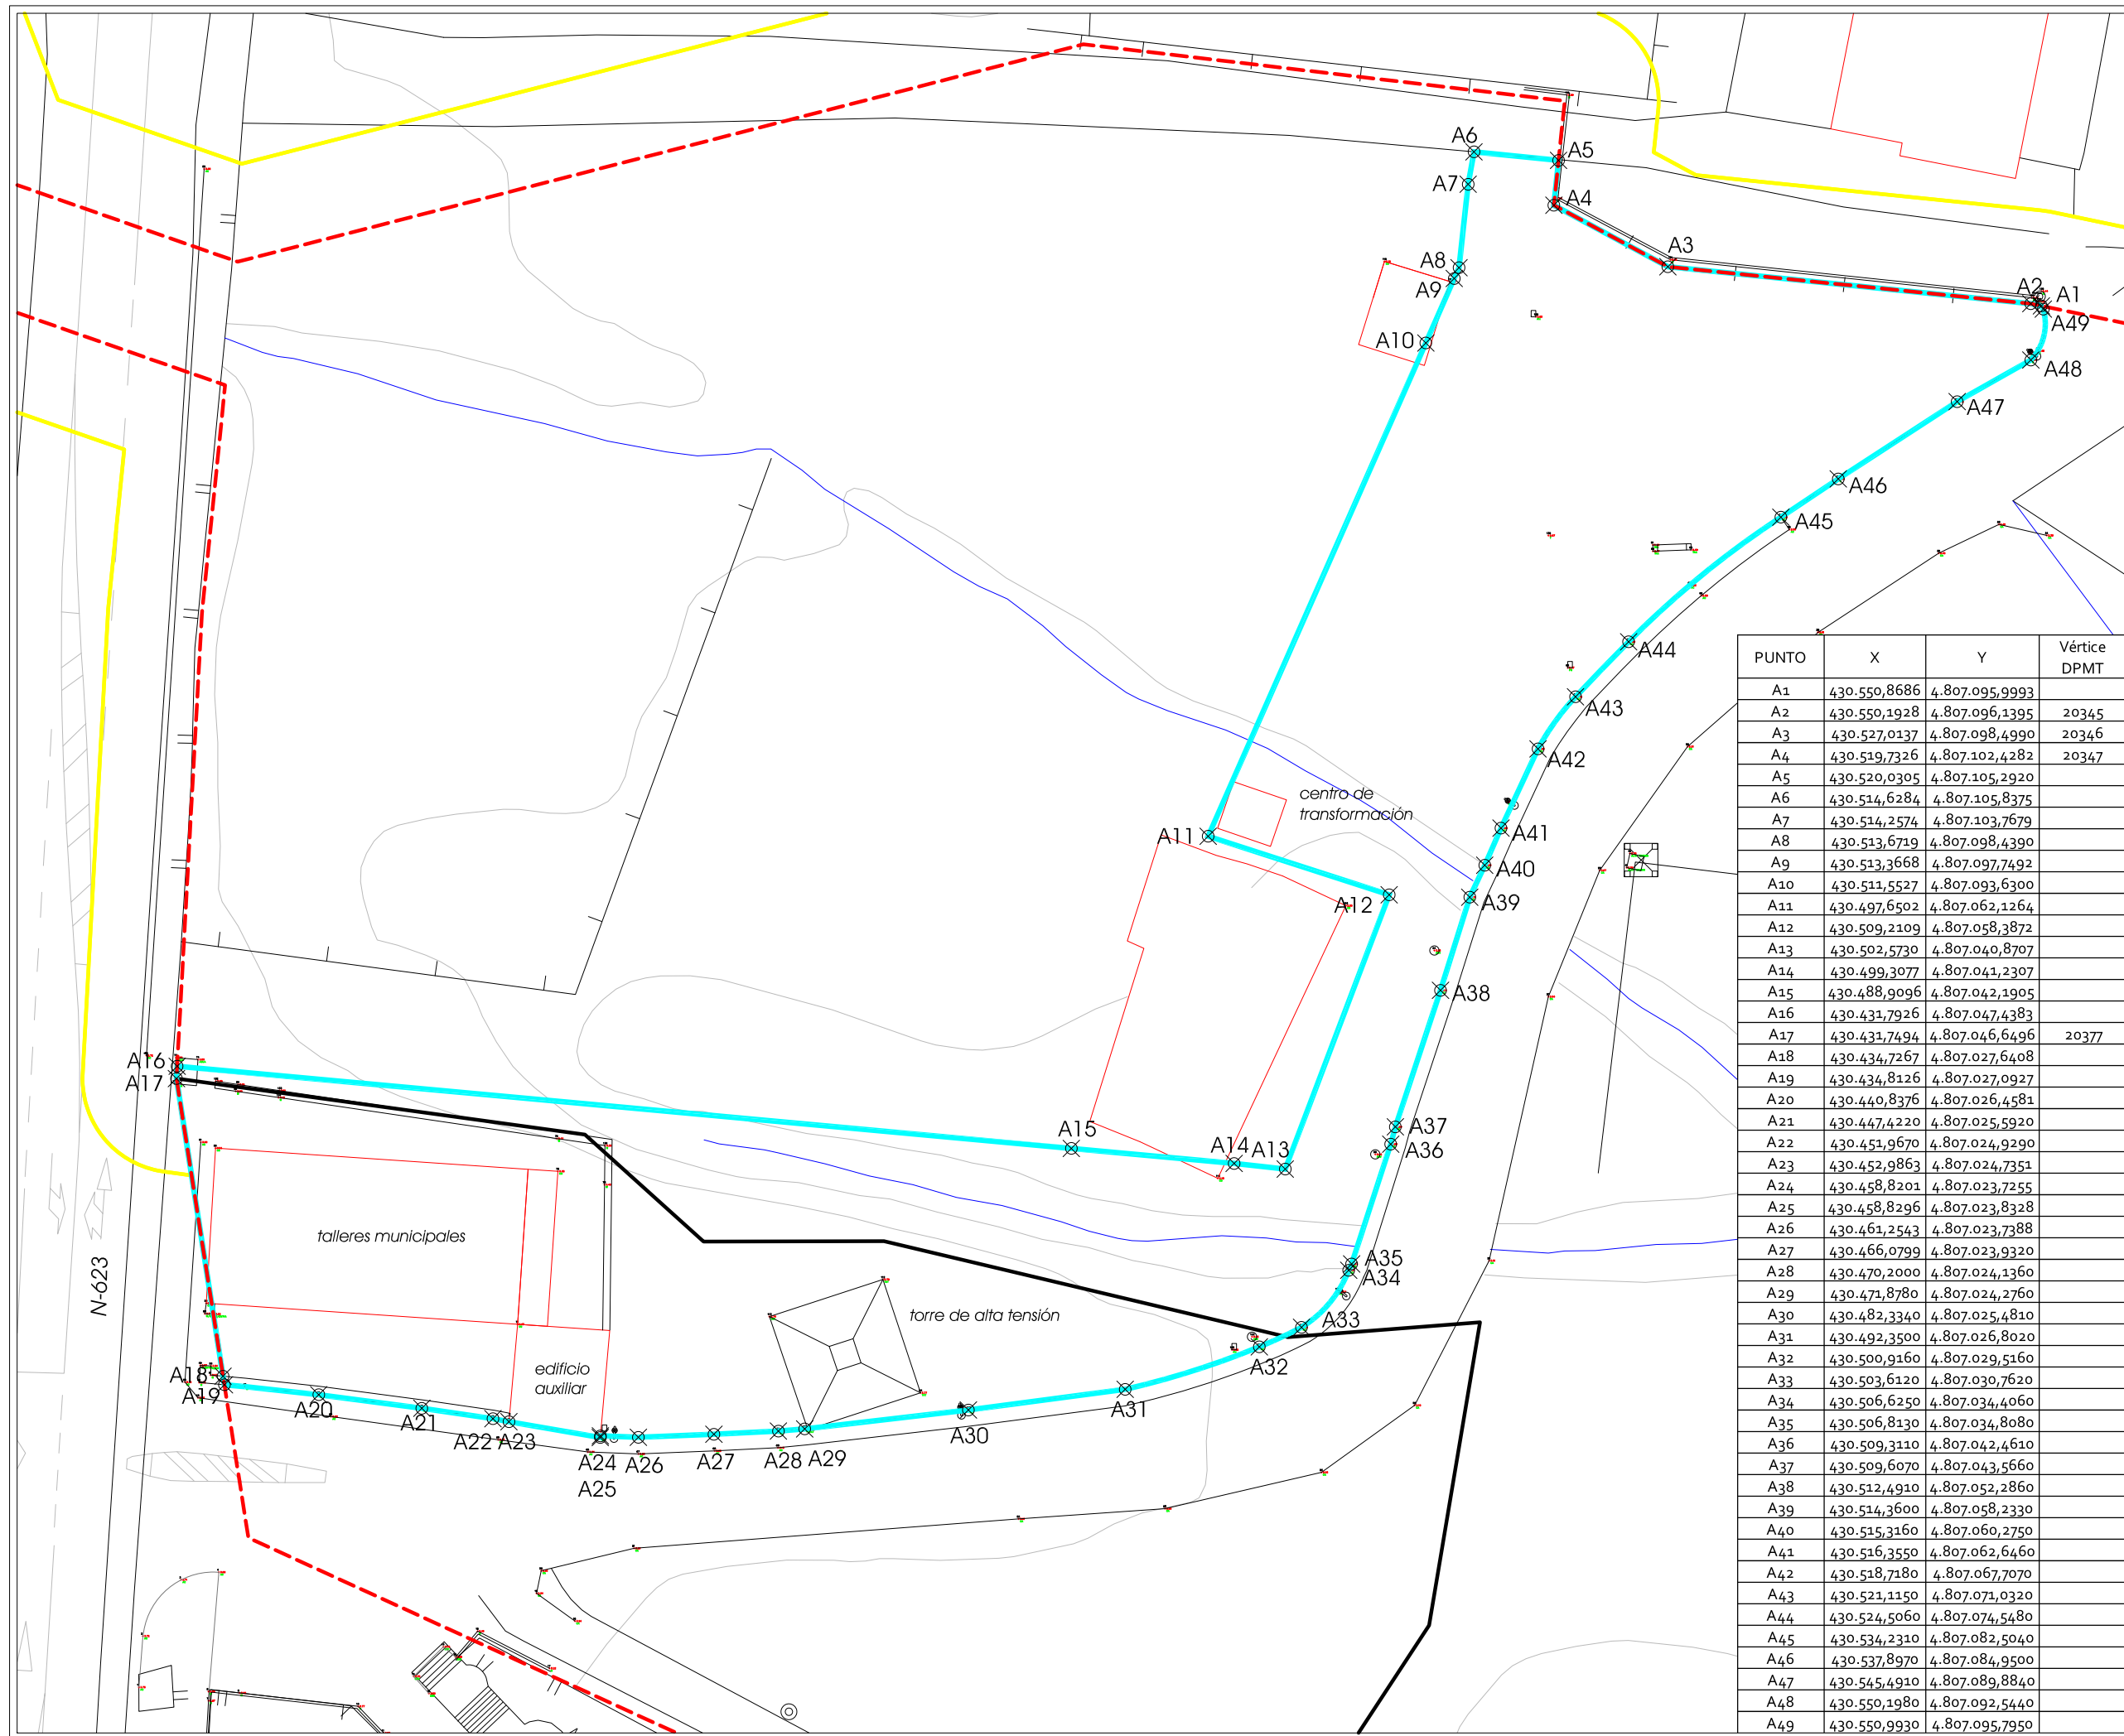 A6
A5
A7
A4
A3
A8
A9
A2
A1
A49
A10
A48
A47
A46
A45
A44
A43
A42
centro de
transformación
A11
A41
A40
A12
A39
A38
A16
A17
A15
A14
A13
A37
A36
talleres municipales
N-623
A35
A34
torre de alta tensión
A33
A32
edificio
auxiliar
A18
A19
A20
A21
A22
A23
A24
A25
A26
A27
A28
A29
A30
A31
PUNTO X Y Vértice DPMT
A1 430.550,8686 4.807.095,9993
A2 430.550,1928 4.807.096,1395 20345
A3 430.527,0137 4.807.098,4990 20346
A4 430.519,7326 4.807.102,4282 20347
A5 430.520,0305 4.807.105,2920
A6 430.514,6284 4.807.105,8375
A7 430.514,2574 4.807.103,7679
A8 430.513,6719 4.807.098,4390
A9 430.513,3668 4.807.097,7492
A10 430.511,5527 4.807.093,6300
A11 430.497,6502 4.807.062,1264
A12 430.509,2109 4.807.058,3872
A13 430.502,5730 4.807.040,8707
A14 430.499,3077 4.807.041,2307
A15 430.488,9096 4.807.042,1905
A16 430.431,7926 4.807.047,4383
A17 430.431,7494 4.807.046,6496 20377
A18 430.434,7267 4.807.027,6408
A19 430.434,8126 4.807.027,0927
A20 430.440,8376 4.807.026,4581
A21 430.447,4220 4.807.025,5920
A22 430.451,9670 4.807.024,9290
A23 430.452,9863 4.807.024,7351
A24 430.458,8201 4.807.023,7255
A25 430.458,8296 4.807.023,8328
A26 430.461,2543 4.807.023,7388
A27 430.466,0799 4.807.023,9320
A28 430.470,2000 4.807.024,1360
A29 430.471,8780 4.807.024,2760
A30 430.482,3340 4.807.025,4810
A31 430.492,3500 4.807.026,8020
A32 430.500,9160 4.807.029,5160
A33 430.503,6120 4.807.030,7620
A34 430.506,6250 4.807.034,4060
A35 430.506,8130 4.807.034,8080
A36 430.509,3110 4.807.042,4610
A37 430.509,6070 4.807.043,5660
A38 430.512,4910 4.807.052,2860
A39 430.514,3600 4.807.058,2330
A40 430.515,3160 4.807.060,2750
A41 430.516,3550 4.807.062,6460
A42 430.518,7180 4.807.067,7070
A43 430.521,1150 4.807.071,0320
A44 430.524,5060 4.807.074,5480
A45 430.534,2310 4.807.082,5040
A46 430.537,8970 4.807.084,9500
A47 430.545,4910 4.807.089,8840
A48 430.550,1980 4.807.092,5440
A49 430.550,9930 4.807.095,7950